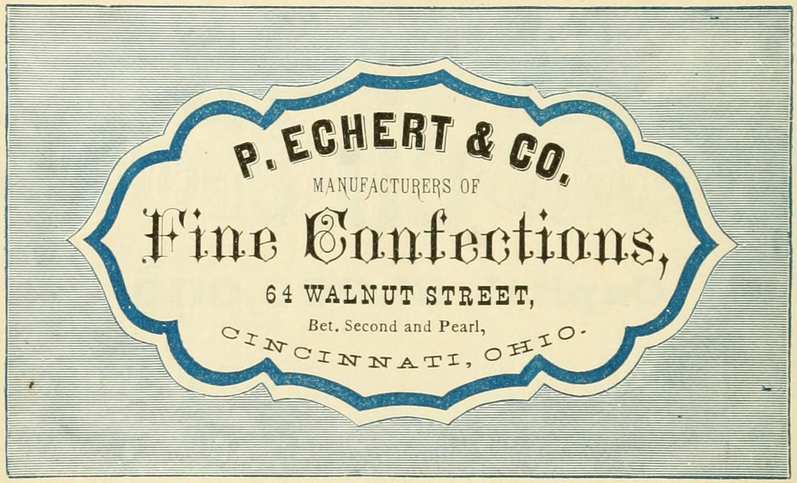 P. ECHERT & CO.
MANUFACTURERS OF
Fine Confections,
64 WALNUT STREET,
Bet. Second and Pearl,
CINCINNATI, OHIO.